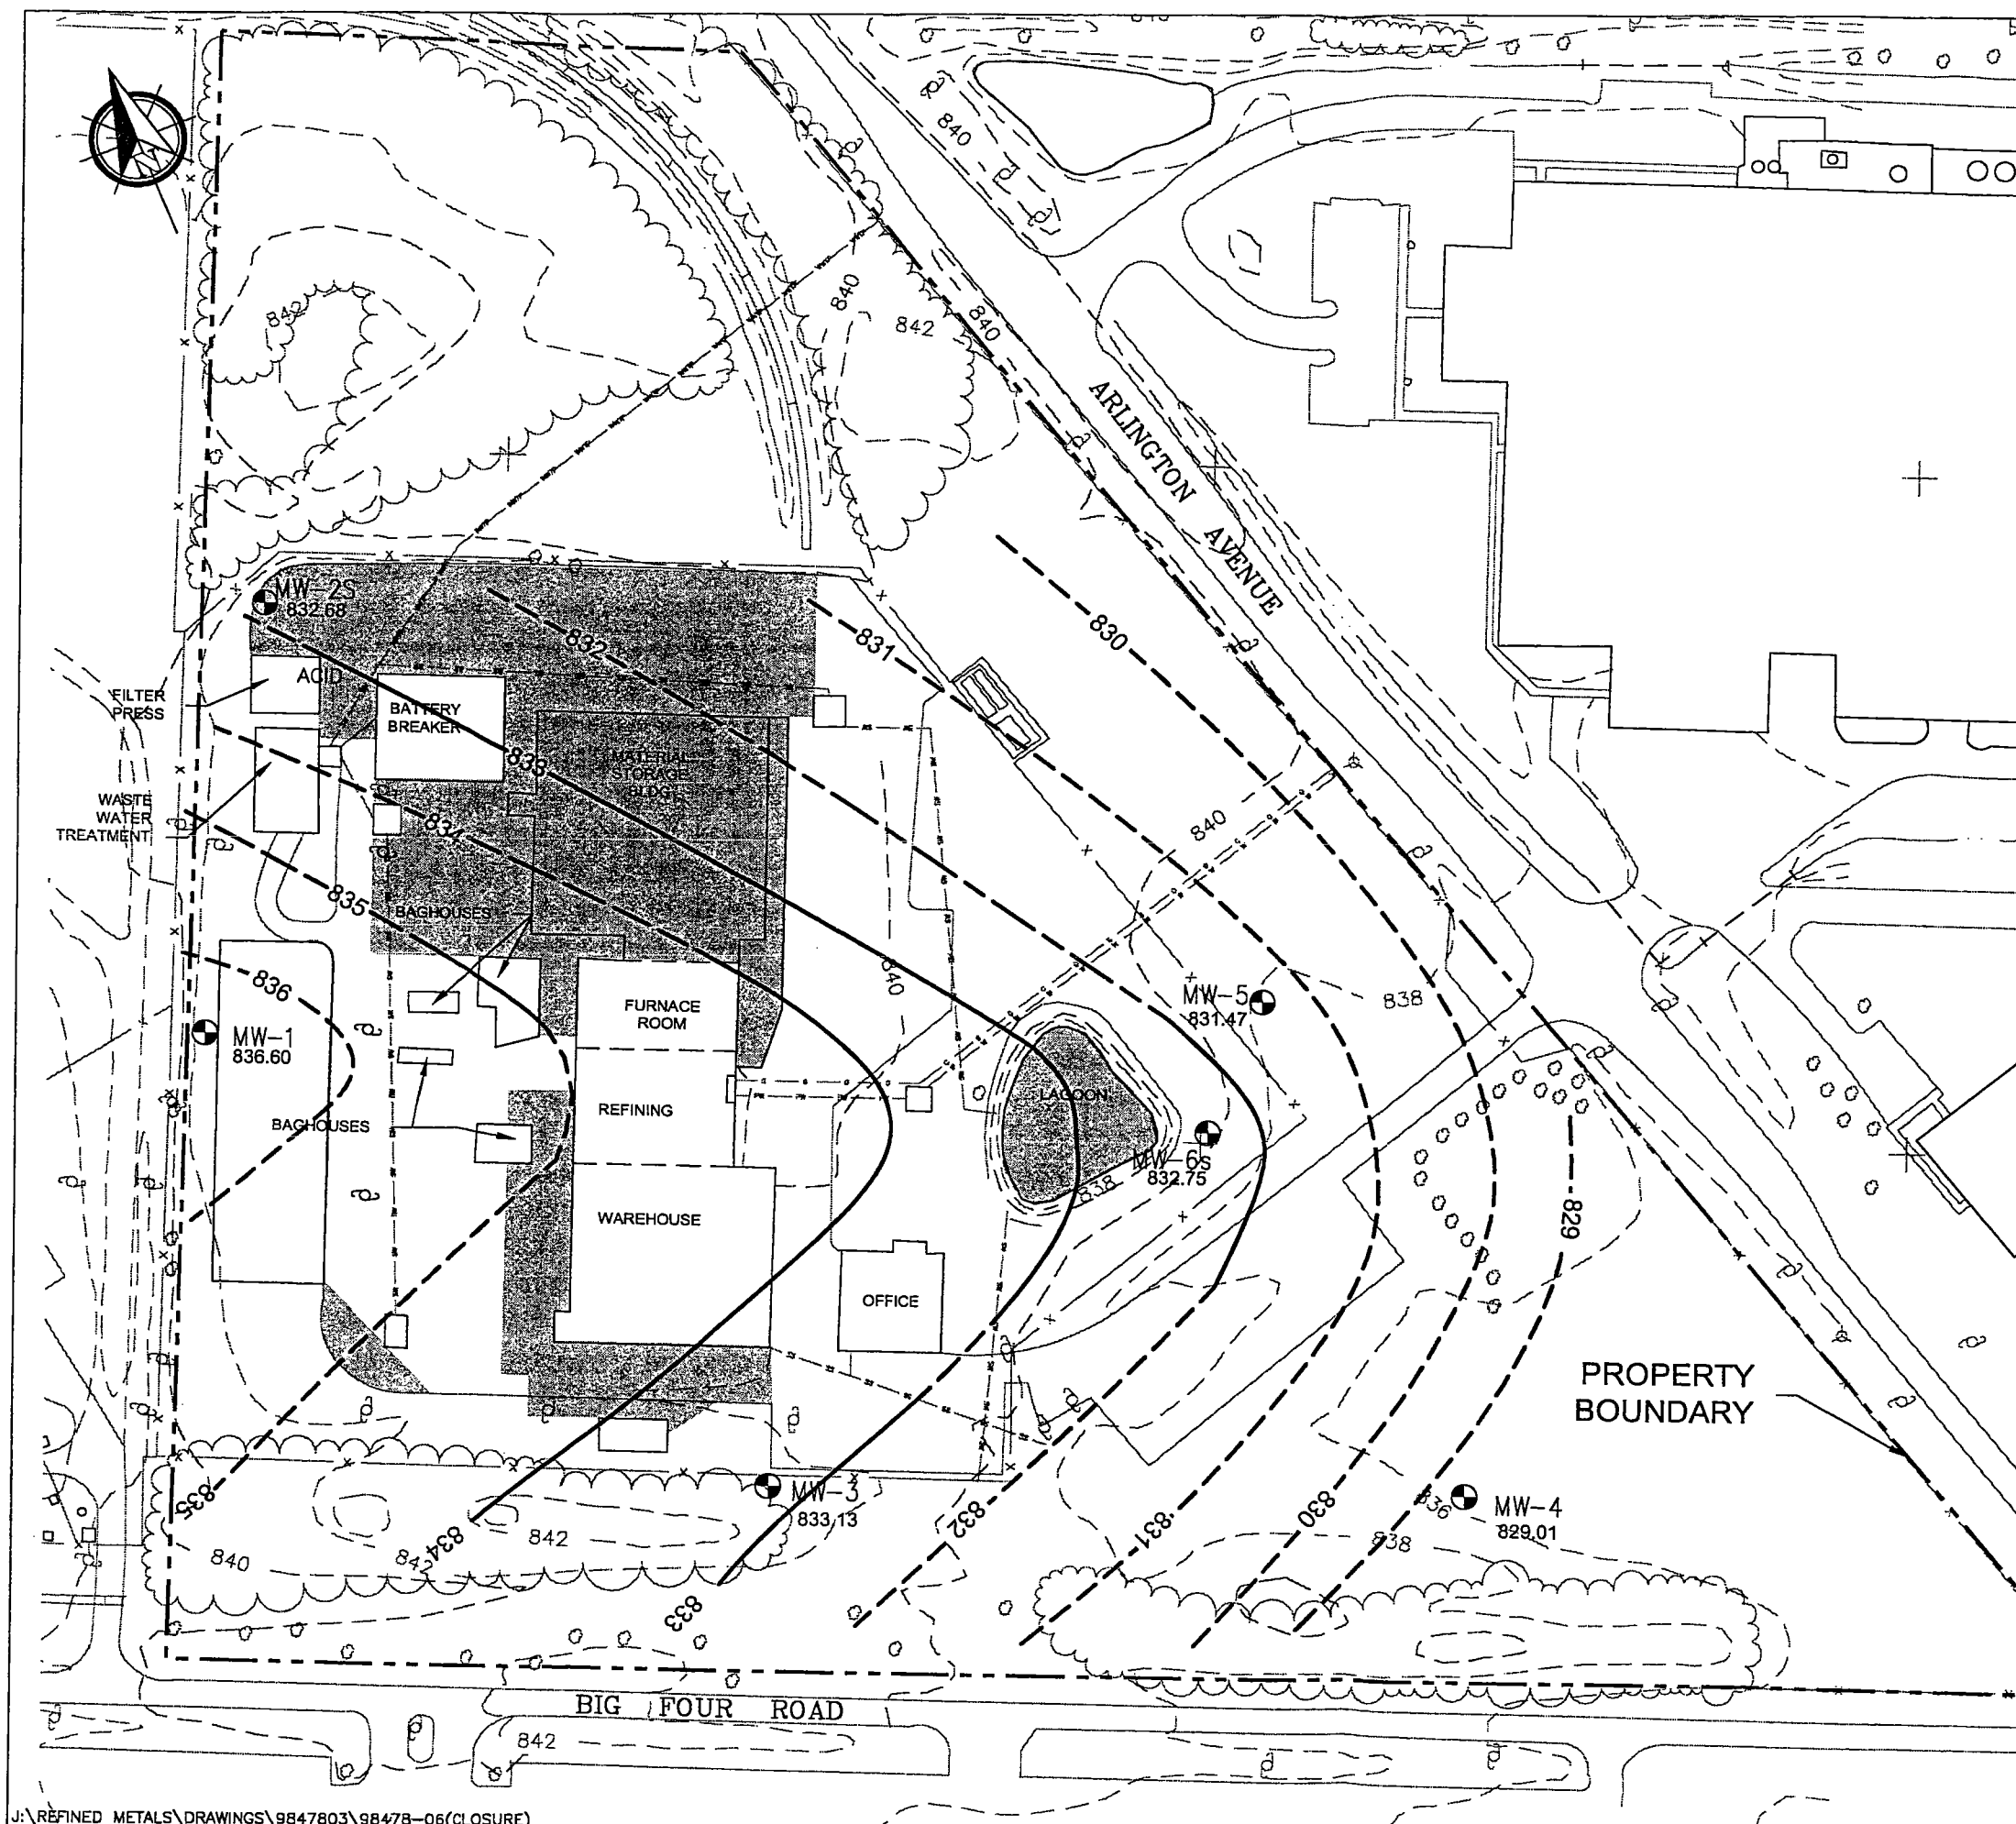 840
842
840
842
840
ARLINGTON
AVENUE
MW-2S
832.68
832
831
830
FILTER
PRESS
ACID
BATTERY
BREAKER
833
MATERIAL
STORAGE
BLDG.
WASTE
WATER
TREATMENT
834
840
835
BAGHOUSES
836
840
FURNACE
ROOM
MW-5
831.47
838
MW-1
836.60
LAGOON
REFINING
BAGHOUSES
MW-6s
832.75
838
WAREHOUSE
829
OFFICE
PROPERTY
BOUNDARY
835
834
MW-3
833.13
832
831
830
836
MW-4
829.01
838
840
842
842
833
BIG FOUR ROAD
842
J:\REFINED METALS\DRAWINGS\9847803\98478-06(CLOSURE)